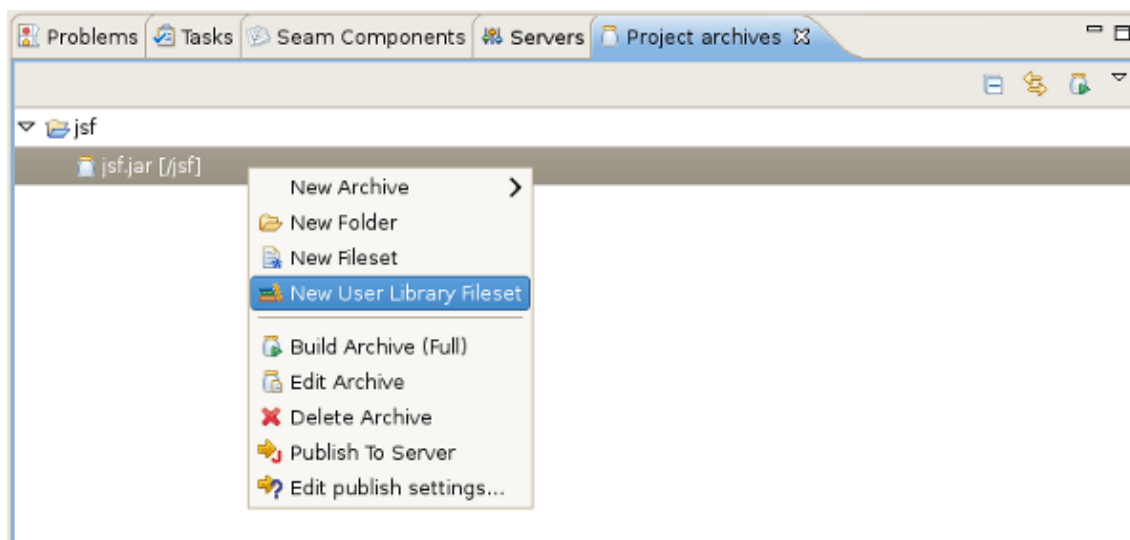 Problems Tasks Seam Components Servers Project archives
jsf
jsf.jar [/jsf]
New Archive
New Folder
New Fileset
New User Library Fileset
Build Archive (Full)
Edit Archive
Delete Archive
Publish To Server
Edit publish settings...